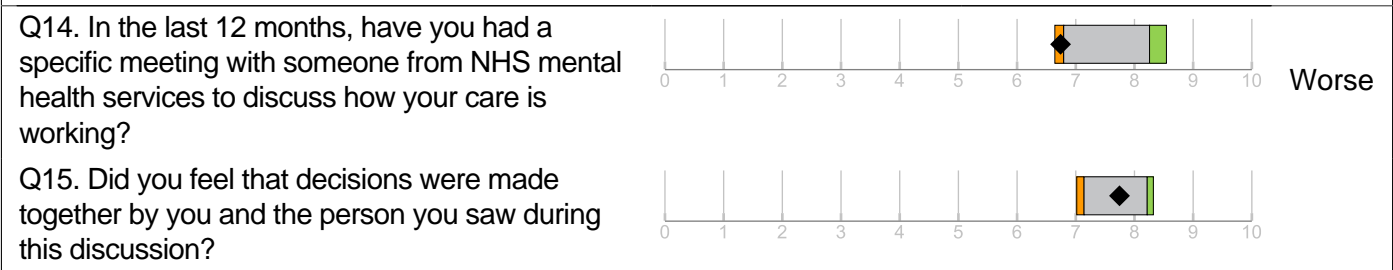 Q14. In the last 12 months, have you had a
specific meeting with someone from NHS mental
health services to discuss how your care is
working?
0 1 2 3 4 5 6 7 8 9 10
Worse
Q15. Did you feel that decisions were made
together by you and the person you saw during
this discussion?
0 1 2 3 4 5 6 7 8 9 10